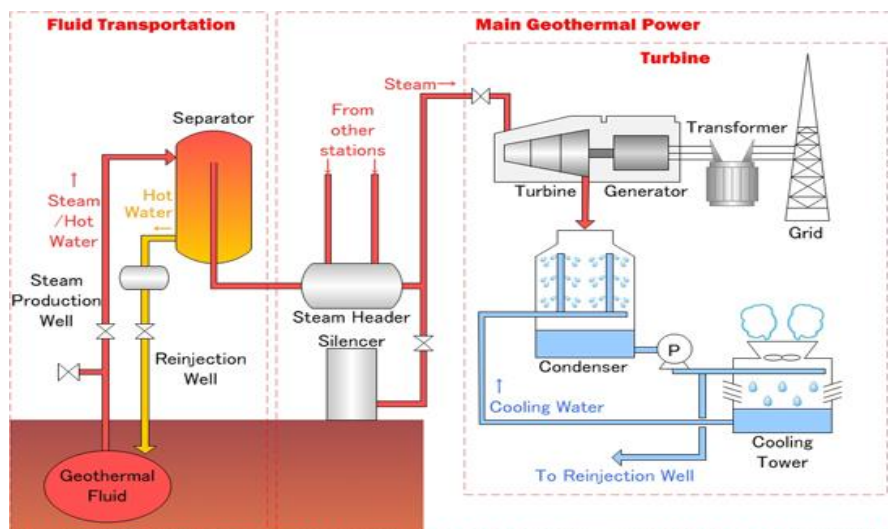 Fluid Transportation
Main Geothermal Power
Turbine
Separator
From
other
stations
Steam→
Transformer
Turbine
Generator
Grid
↑
Steam
/Hot
Water
Hot
Water
←
Steam
Production
Well
Reinjection
Well
Steam Header
Silencer
Condenser
P
↑
Cooling Water
Cooling
Tower
To Reinjection Well
Geothermal
Fluid